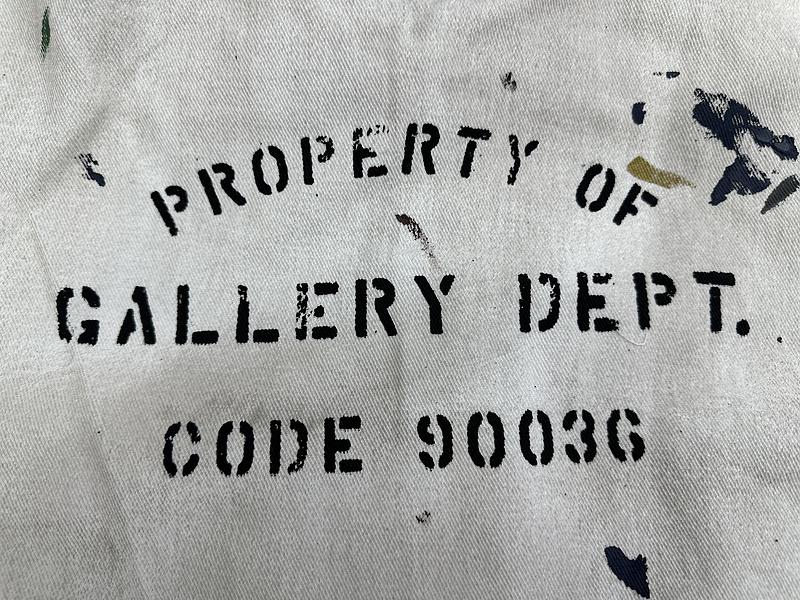 PROPERTY OF
GALLERY DEPT.
CODE 90036